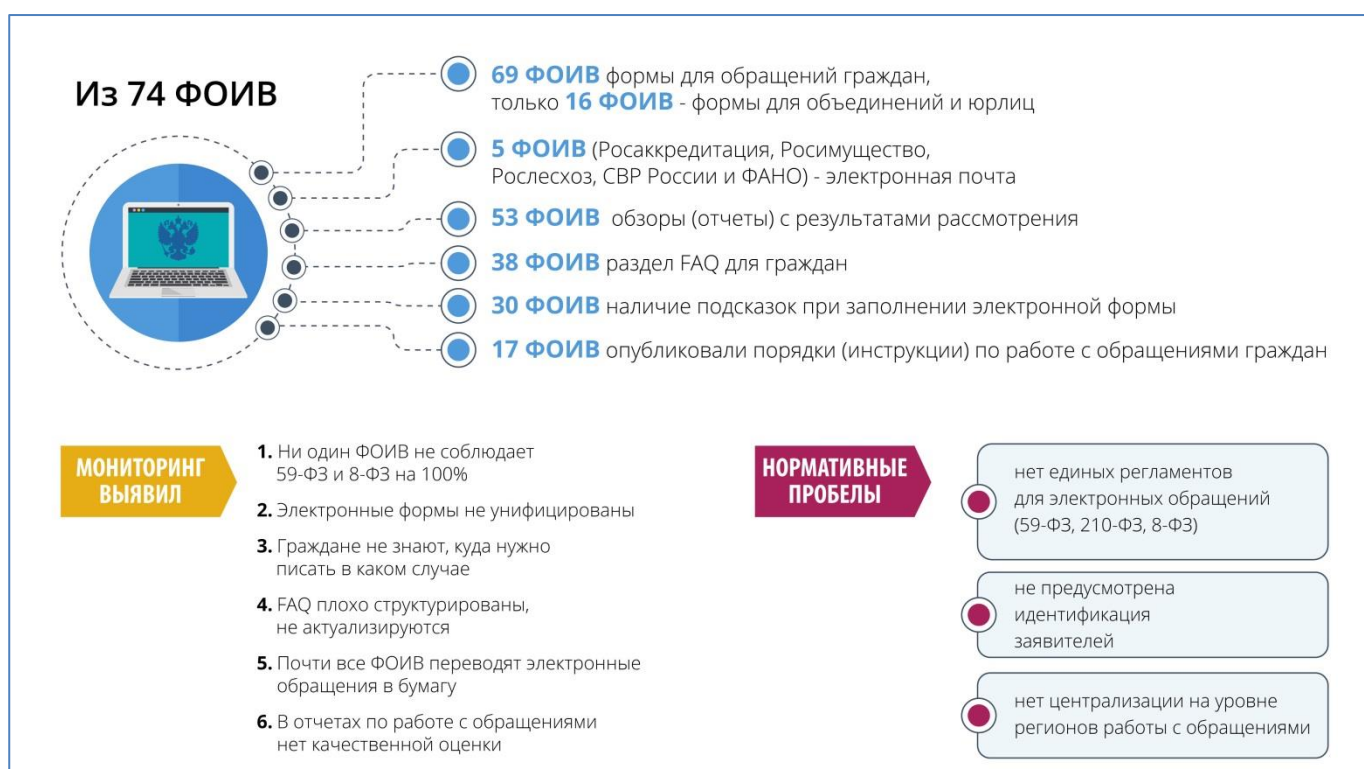 Из 74 ФОИВ
69 ФОИВ формы для обращений граждан,
только 16 ФОИВ - формы для объединений и юрлиц
5 ФОИВ (Росаккредитация, Росимущество,
Рослесхоз, СВР России и ФАНО) - электронная почта
53 ФОИВ обзоры (отчеты) с результатами рассмотрения
38 ФОИВ раздел FAQ для граждан
30 ФОИВ наличие подсказок при заполнении электронной формы
17 ФОИВ опубликовали порядки (инструкции) по работе с обращениями граждан
МОНИТОРИНГ
ВЫЯВИЛ
1. Ни один ФОИВ не соблюдает
59-ФЗ и 8-ФЗ на 100%
2. Электронные формы не унифицированы
3. Граждане не знают, куда нужно
писать в каком случае
4. FAQ плохо структурированы,
не актуализируются
5. Почти все ФОИВ переводят электронные
обращения в бумагу
6. В отчетах по работе с обращениями
нет качественной оценки
НОРМАТИВНЫЕ
ПРОБЕЛЫ
нет единых регламентов
для электронных обращений
(59-ФЗ, 210-ФЗ, 8-ФЗ)
не предусмотрена
идентификация
заявителей
нет централизации на уровне
регионов работы с обращениями